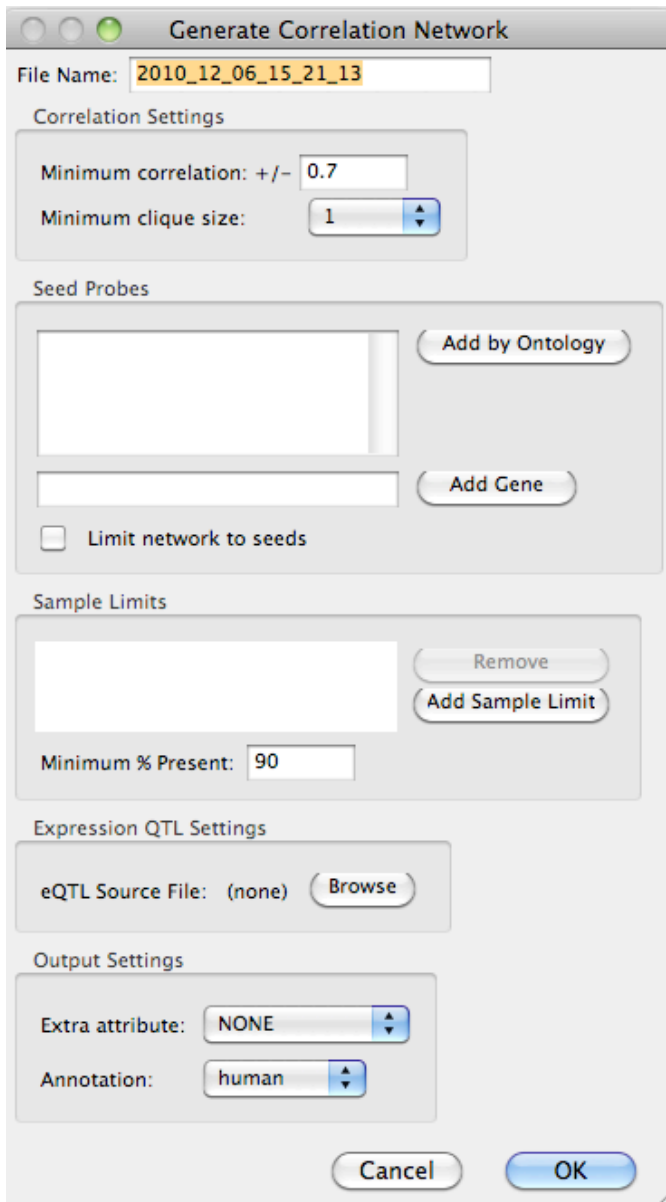 Generate Correlation Network
File Name: 2010_12_06_15_21_13
Correlation Settings
Minimum correlation: +/- 0.7
Minimum clique size: 1
Seed Probes
Add by Ontology
Add Gene
Limit network to seeds
Sample Limits
Remove
Add Sample Limit
Minimum % Present: 90
Expression QTL Settings
eQTL Source File: (none) Browse
Output Settings
Extra attribute: NONE
Annotation: human
Cancel OK